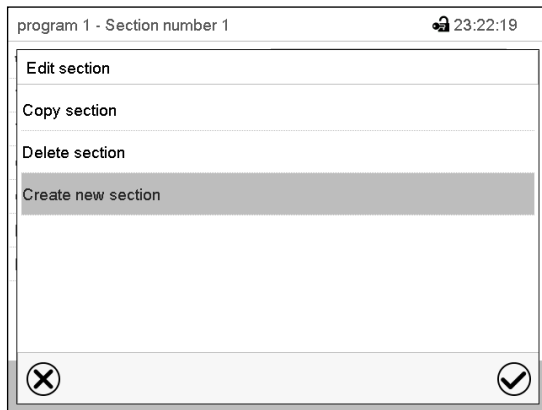 program 1 - Section number 1 23:22:19
Edit section
Copy section
Delete section
Create new section